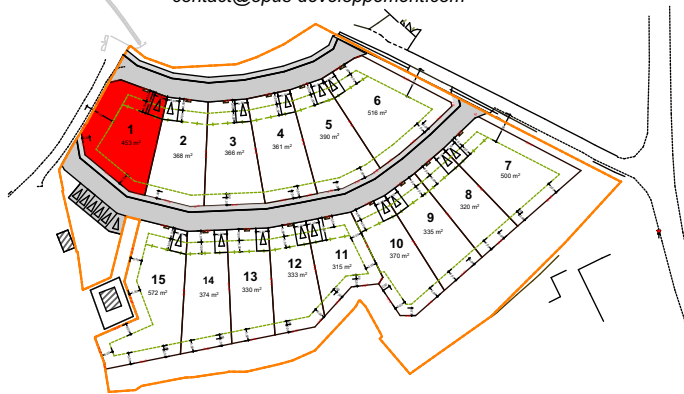 contact@opus-developpement.com
1
453 m²
2
368 m²
3
366 m²
4
361 m²
5
390 m²
6
516 m²
7
500 m²
8
320 m²
9
335 m²
10
370 m²
11
315 m²
12
333 m²
13
330 m²
14
374 m²
15
572 m²